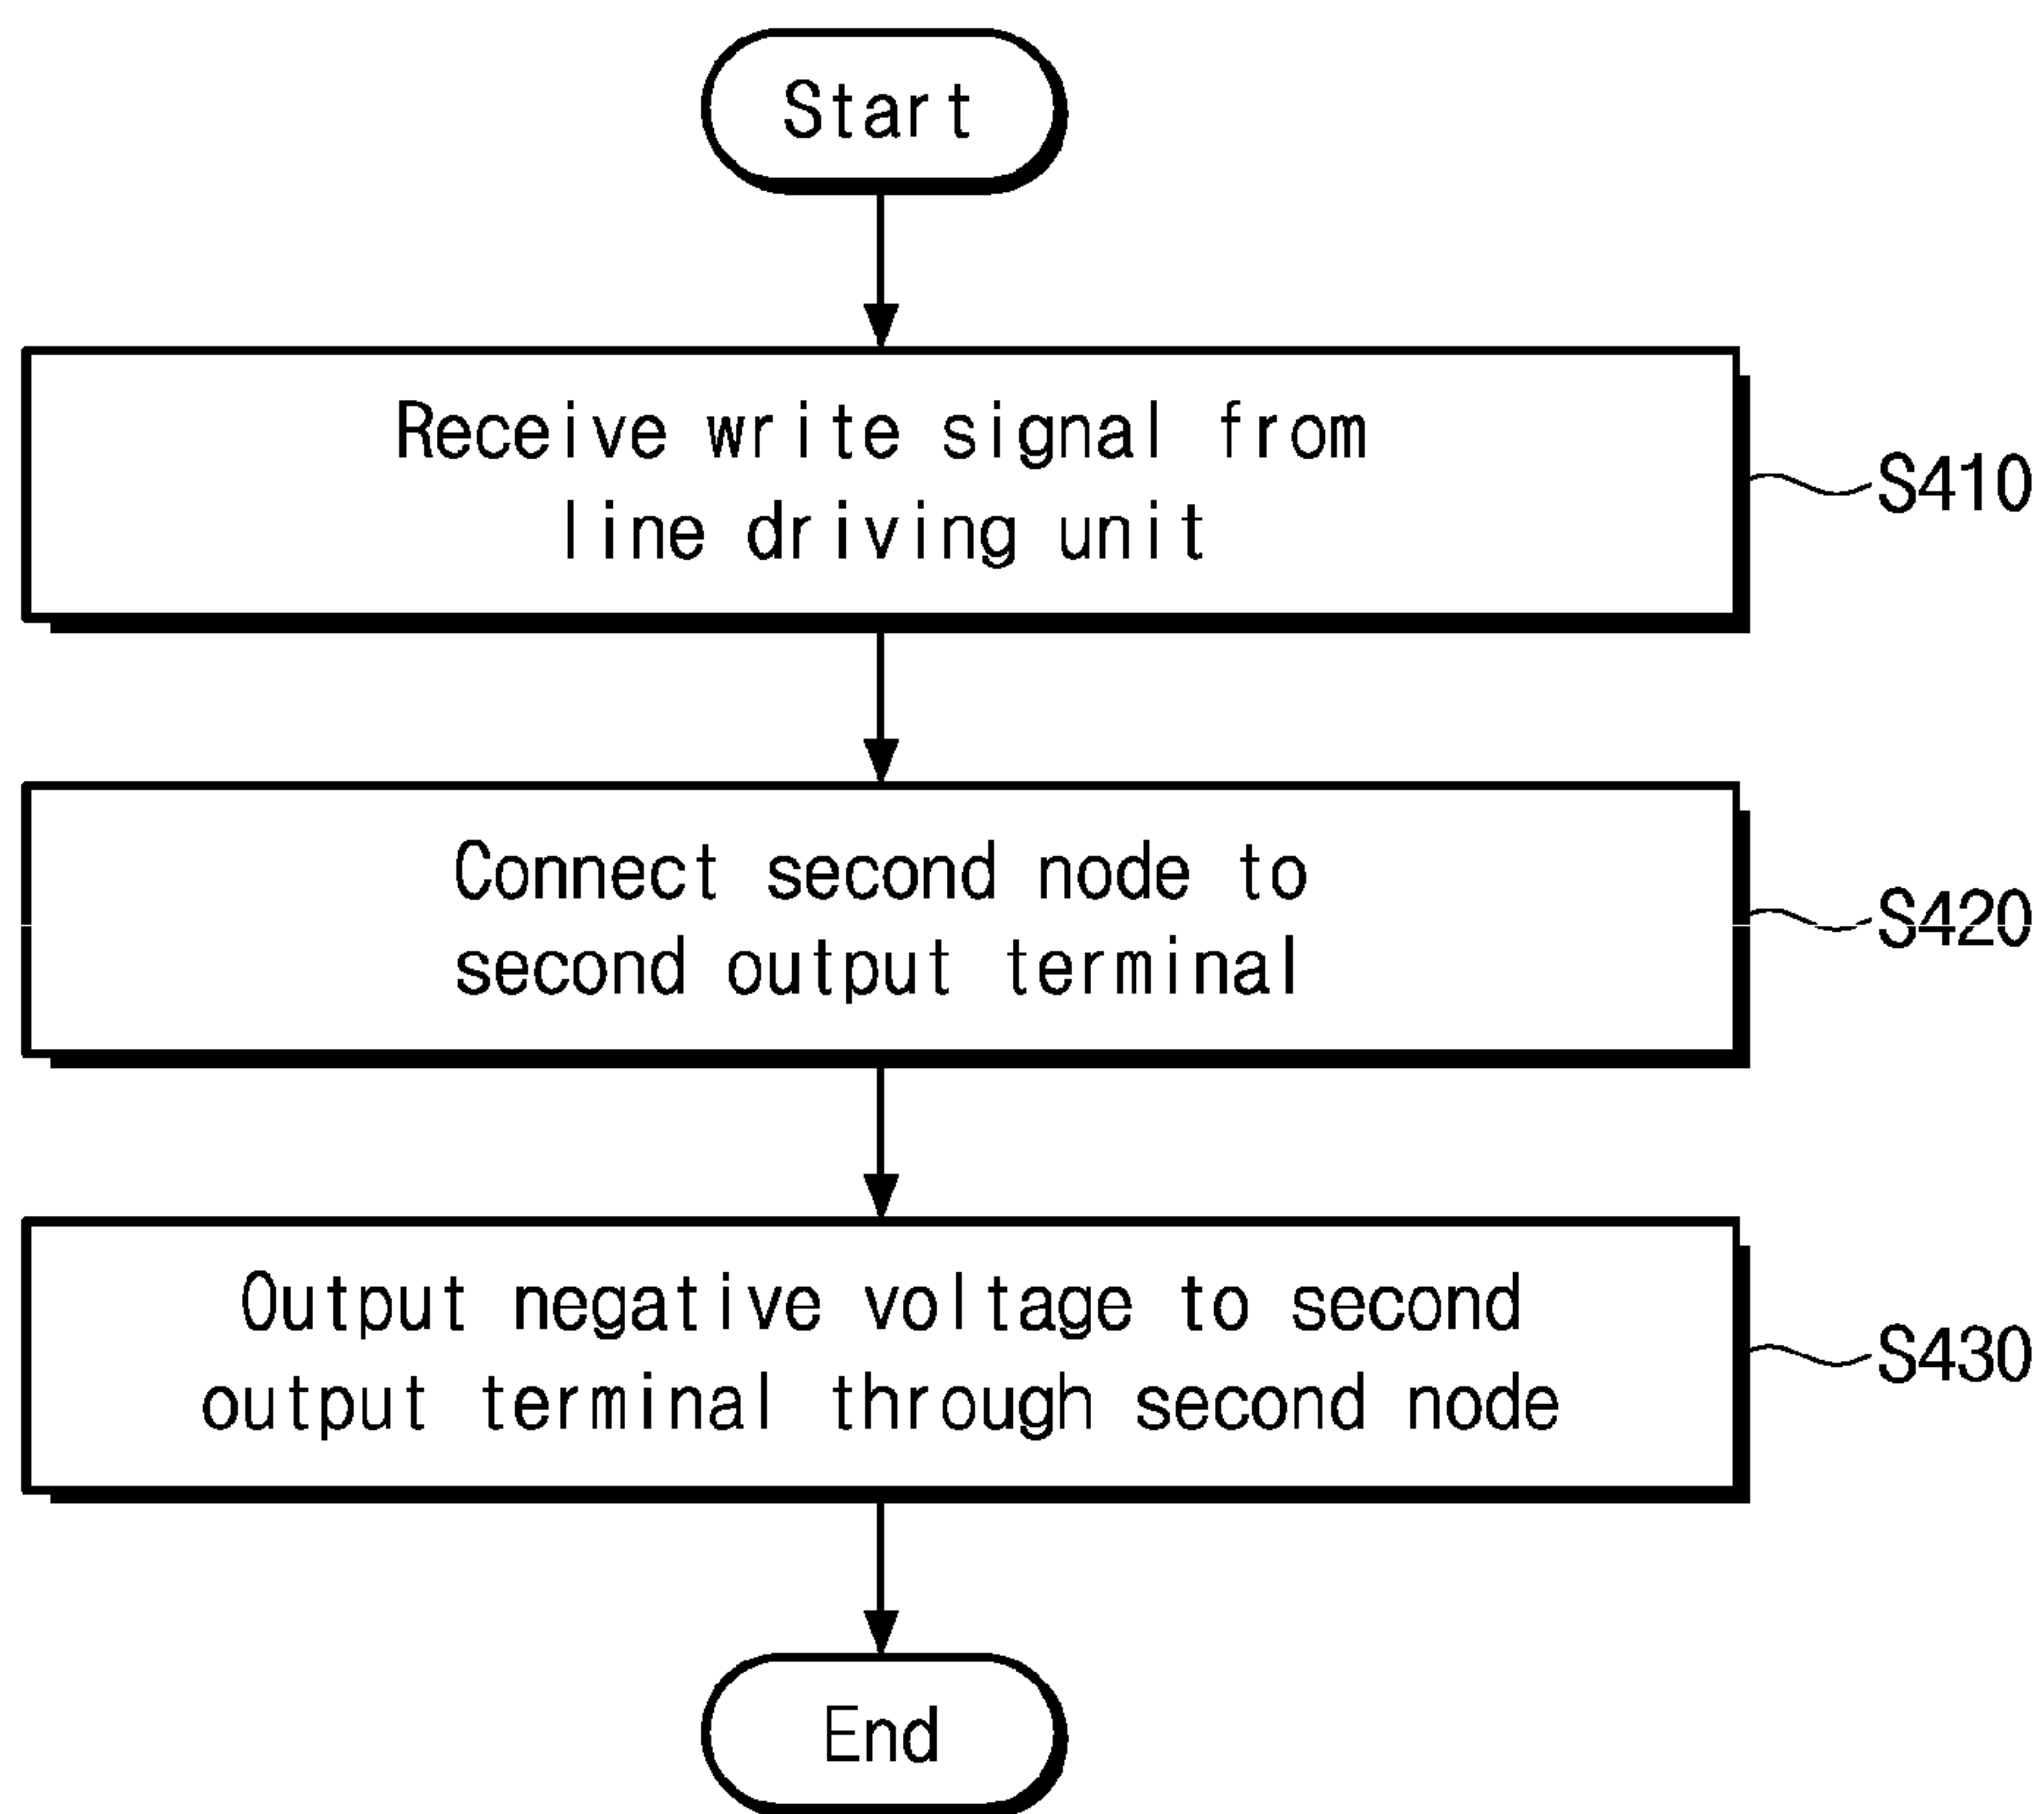 Start
Receive write signal from
line driving unit
S410
Connect second node to
second output terminal
S420
Output negative voltage to second
output terminal through second node
S430
End